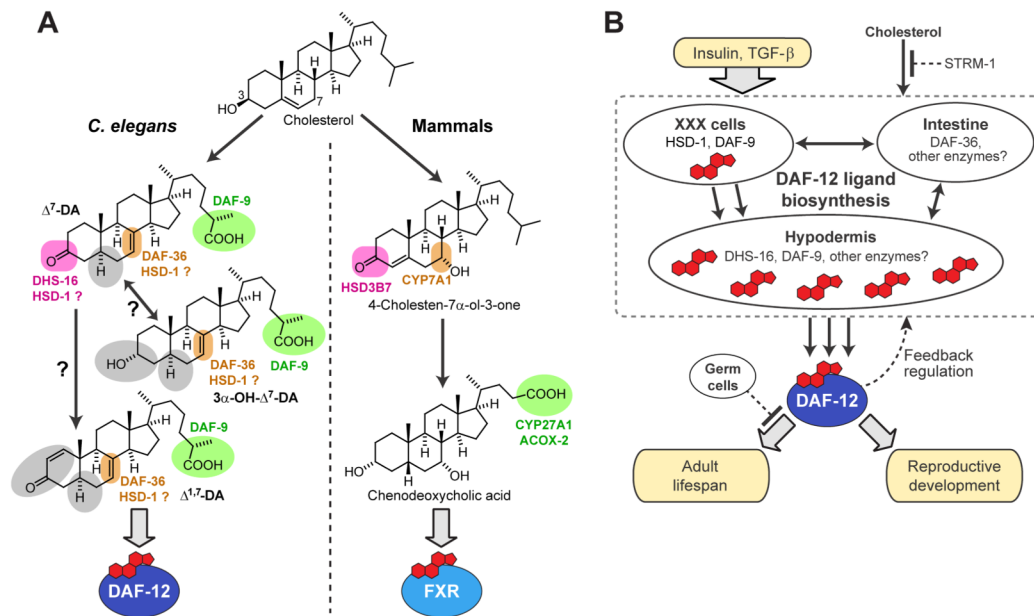 A
HO
3
7
H
H
H
Cholesterol
C. elegans
Mammals
Δ⁷-DA
DAF-9
COOH
H
H
O
DAF-36
HSD-1 ?
DHS-16
HSD-1 ?
?
H
H
HO
COOH
DAF-36
HSD-1 ?
DAF-9
3α-OH-Δ⁷-DA
?
DAF-9
COOH
H
H
O
DAF-36
HSD-1 ?
Δ¹,⁷-DA
DAF-12
H
H
H
O
OH
HSD3B7
CYP7A1
4-Cholesten-7α-ol-3-one
COOH
CYP27A1
ACOX-2
H
H
H
HO
H
OH
Chenodeoxycholic acid
FXR
B
Insulin, TGF-β
Cholesterol
STRM-1
XXX cells
HSD-1, DAF-9
Intestine
DAF-36,
other enzymes?
DAF-12 ligand
biosynthesis
Hypodermis
DHS-16, DAF-9, other enzymes?
Germ
cells
DAF-12
Feedback
regulation
Adult
lifespan
Reproductive
development